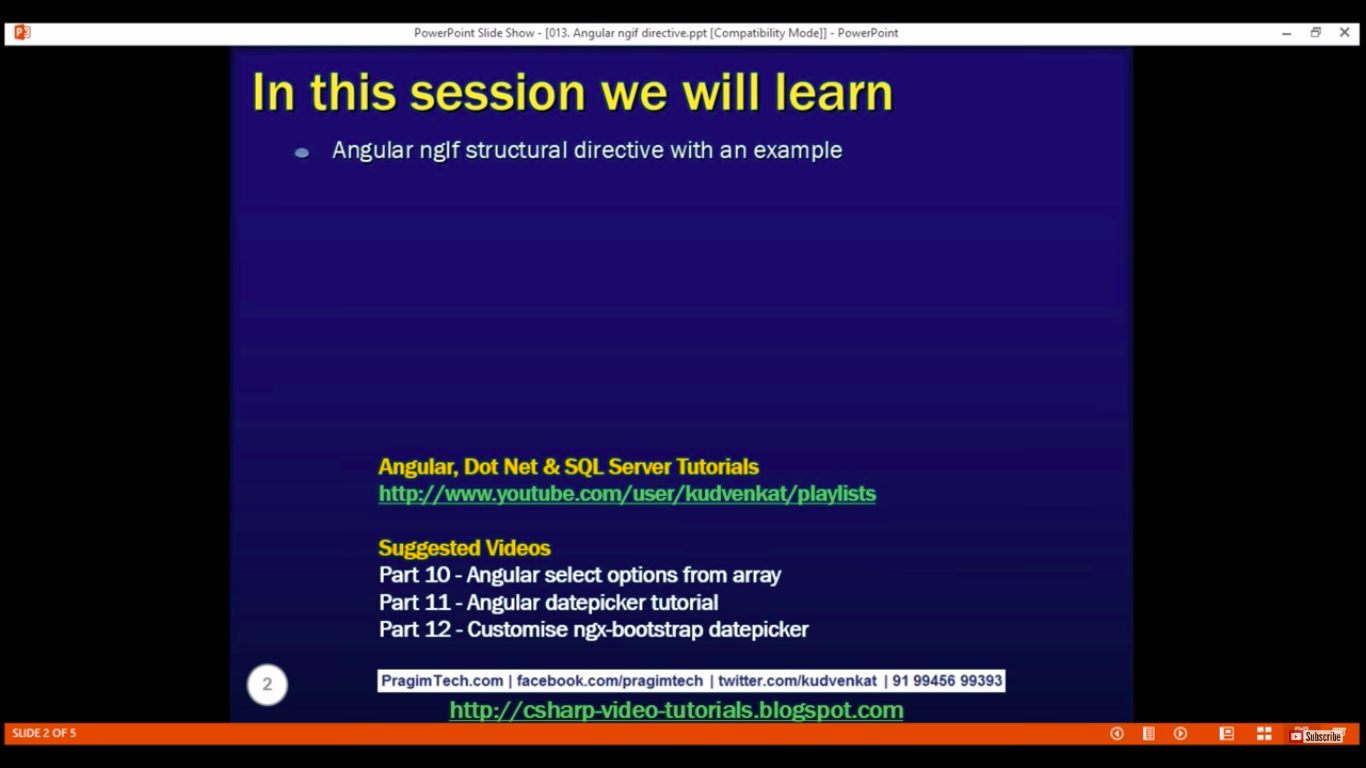 PowerPoint Slide Show - [013. Angular ngif directive.ppt [Compatibility Mode]] - PowerPoint
In this session we will learn
Angular ngIf structural directive with an example
Angular, Dot Net & SQL Server Tutorials
http://www.youtube.com/user/kudvenkat/playlists
Suggested Videos
Part 10 - Angular select options from array
Part 11 - Angular datepicker tutorial
Part 12 - Customise ngx-bootstrap datepicker
2
PragimTech.com | facebook.com/pragimtech | twitter.com/kudvenkat | 91 99456 99393
http://csharp-video-tutorials.blogspot.com
SLIDE 2 OF 5
Subscribe